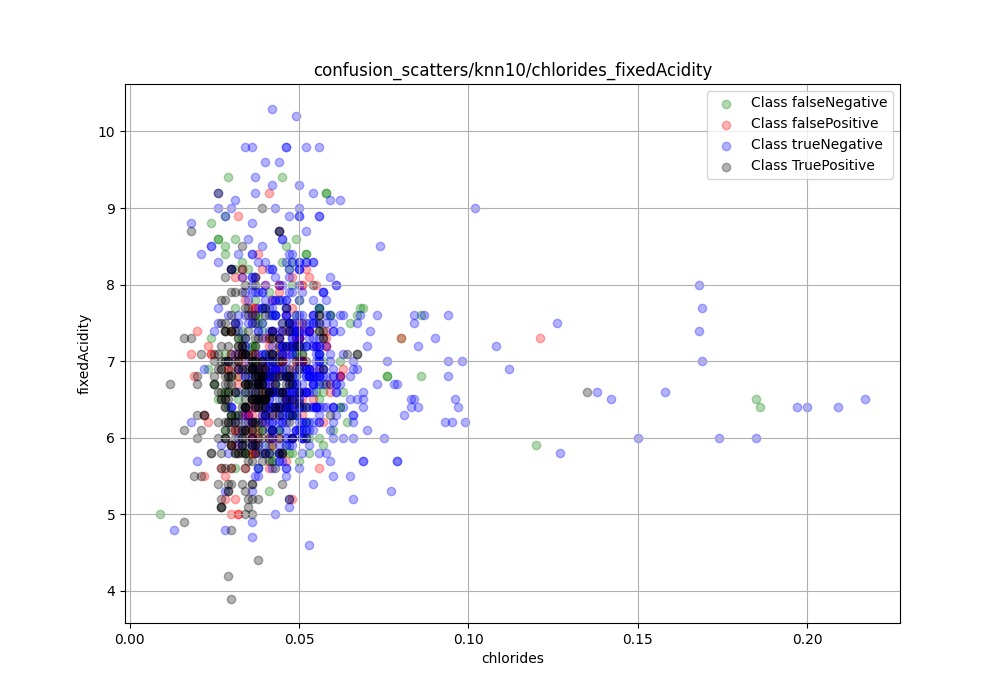 confusion_scatters/knn10/chlorides_fixedAcidity
Class falseNegative
Class falsePositive
Class trueNegative
Class TruePositive
10
9
8
7
6
5
4
fixedAcidity
0.00 0.05 0.10 0.15 0.20
chlorides